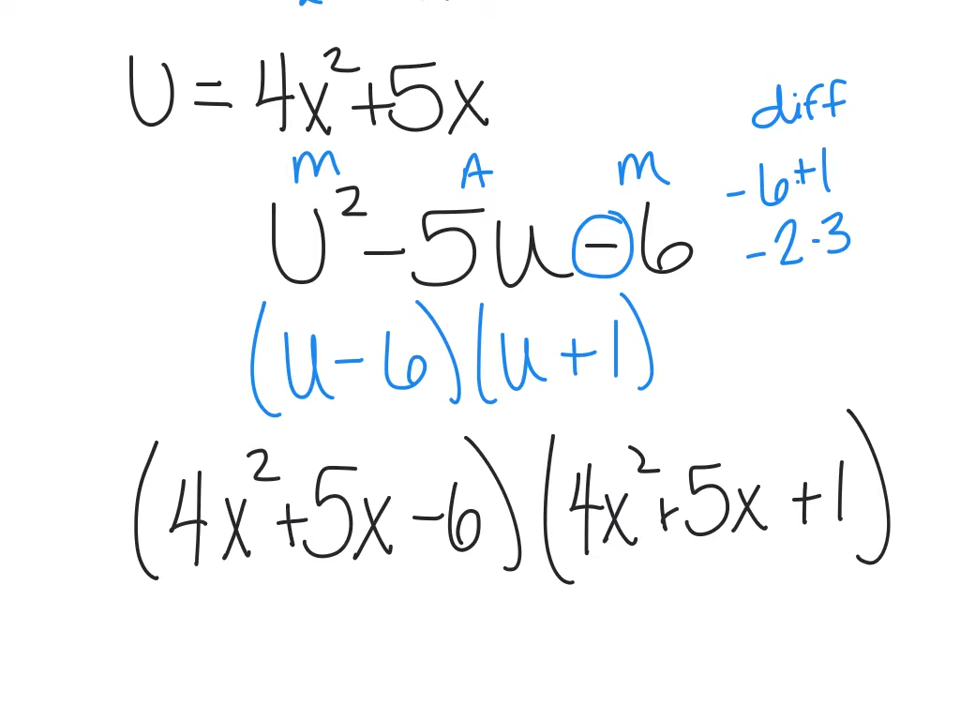 U = 4x² + 5x
diff
M A M
- 6 + 1
U² - 5u - 6
- 2 · 3
(u - 6)(u + 1)
(4x² + 5x - 6)(4x² + 5x + 1)